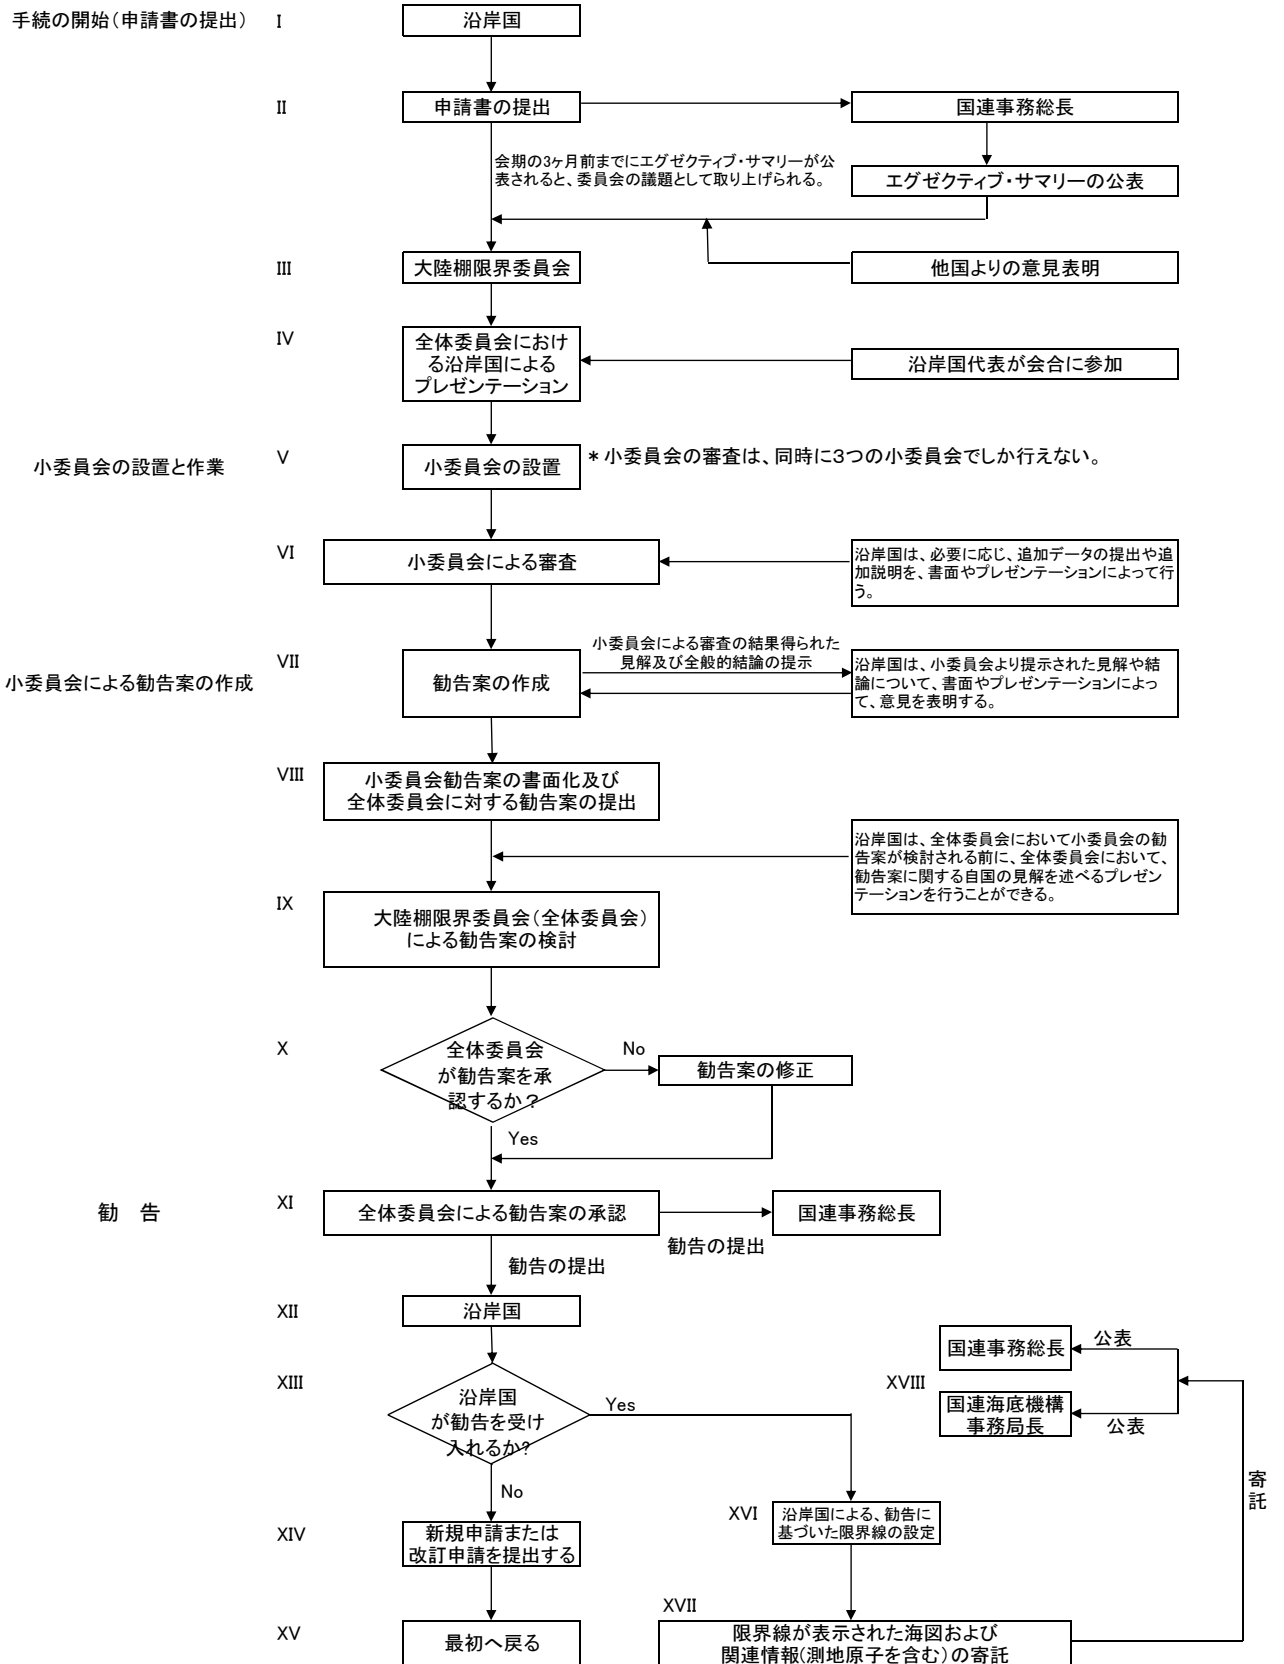 手続の開始（申請書の提出）
I
沿岸国
II
申請書の提出
国連事務総長
会期の3ヶ月前までにエグゼクティブ・サマリーが公
表されると、委員会の議題として取り上げられる。
エグゼクティブ・サマリーの公表
III
大陸棚限界委員会
他国よりの意見表明
IV
全体委員会におけ
る沿岸国による
プレゼンテーション
沿岸国代表が会合に参加
小委員会の設置と作業
V
小委員会の設置
＊小委員会の審査は、同時に3つの小委員会でしか行えない。
VI
小委員会による審査
沿岸国は、必要に応じ、追加データの提出や追
加説明を、書面やプレゼンテーションによって行
う。
小委員会による勧告案の作成
VII
勧告案の作成
小委員会による審査の結果得られた
見解及び全般的結論の提示
沿岸国は、小委員会より提示された見解や結
論について、書面やプレゼンテーションによっ
て、意見を表明する。
VIII
小委員会勧告案の書面化及び
全体委員会に対する勧告案の提出
沿岸国は、全体委員会において小委員会の勧
告案が検討される前に、全体委員会において、
勧告案に関する自国の見解を述べるプレゼン
テーションを行うことができる。
IX
大陸棚限界委員会（全体委員会）
による勧告案の検討
X
全体委員会
が勧告案を承
認するか？
No
勧告案の修正
Yes
勧　告
XI
全体委員会による勧告案の承認
国連事務総長
勧告の提出
勧告の提出
XII
沿岸国
XIII
沿岸国
が勧告を受け
入れるか?
Yes
No
XVIII
国連事務総長
公表
国連海底機構
事務局長
公表
寄託
XIV
新規申請または
改訂申請を提出する
XVI
沿岸国による、勧告に
基づいた限界線の設定
XV
最初へ戻る
XVII
限界線が表示された海図および
関連情報(測地原子を含む)の寄託